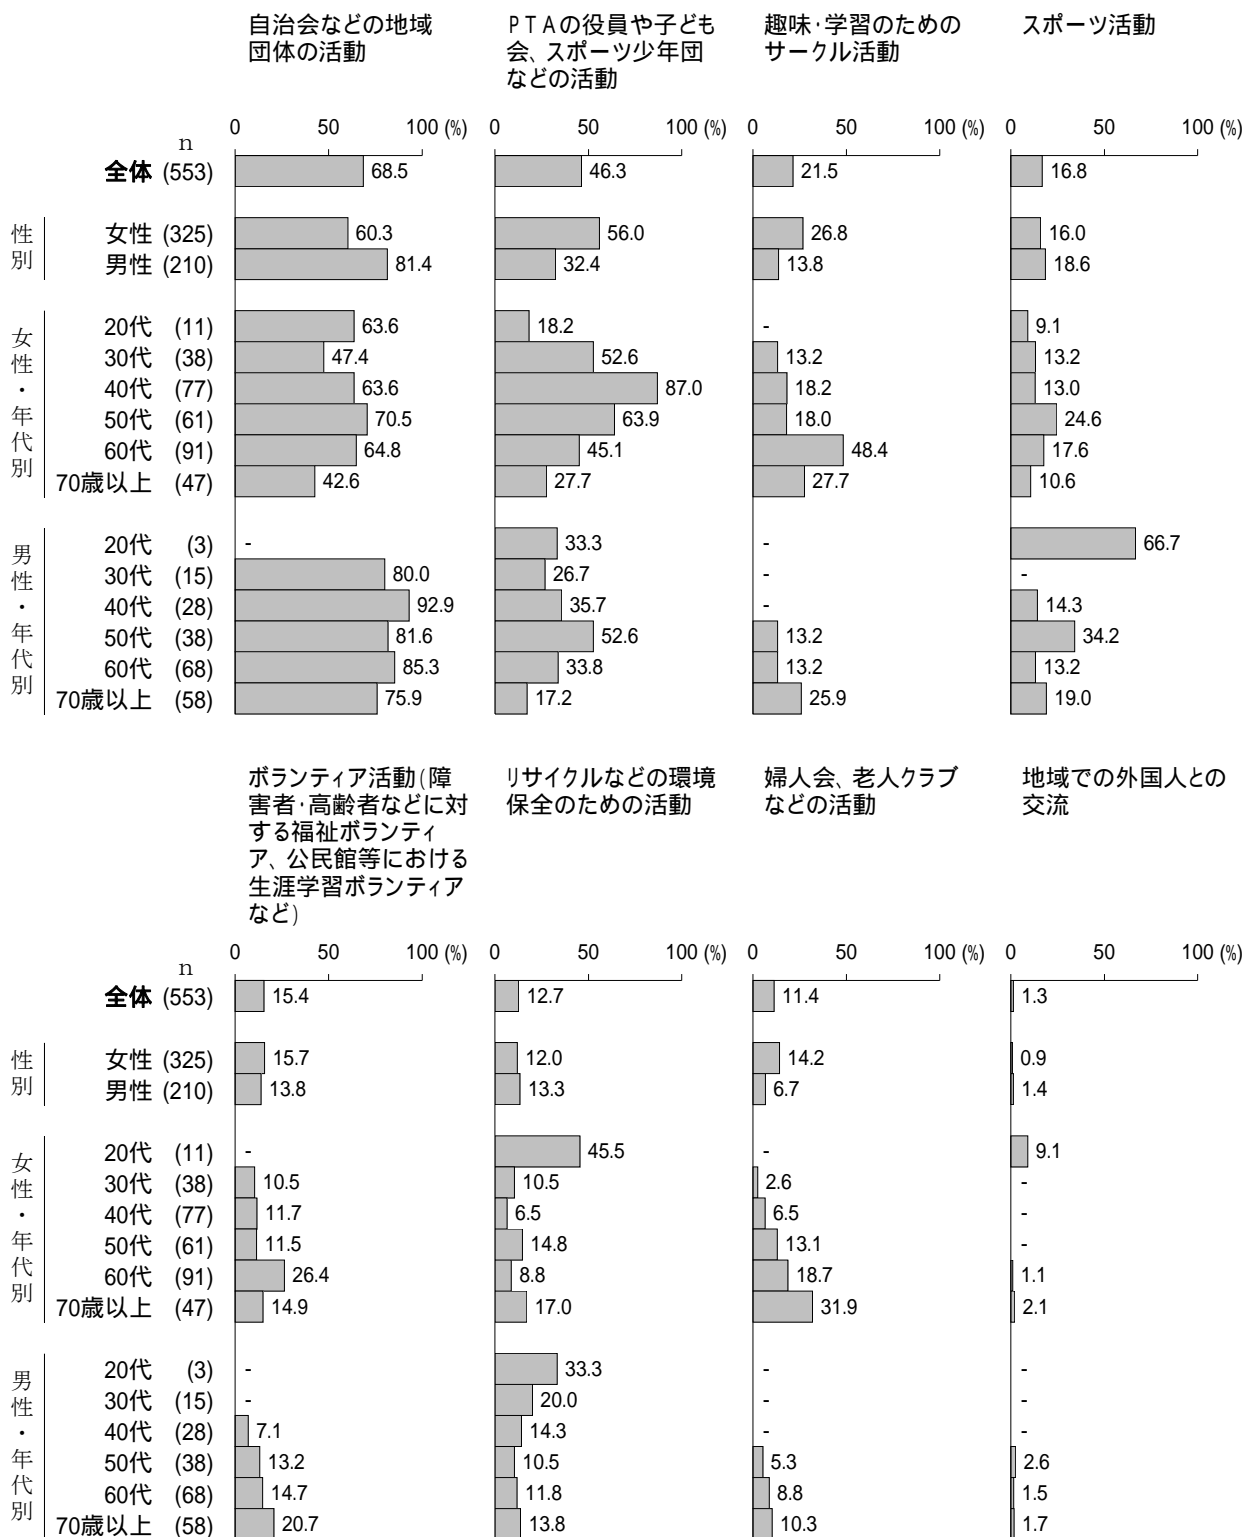 自治会などの地域
団体の活動
PTAの役員や子ども
会、スポーツ少年団
などの活動
趣味・学習のための
サークル活動
スポーツ活動
0 50 100 (%) 0 50 100 (%) 0 50 100 (%) 0 50 100 (%)
n
全体 (553) 68.5 46.3 21.5 16.8
性別
女性 (325) 60.3 56.0 26.8 16.0
男性 (210) 81.4 32.4 13.8 18.6
女性・年代別
20代 (11) 63.6 18.2 - 9.1
30代 (38) 47.4 52.6 13.2 13.2
40代 (77) 63.6 87.0 18.2 13.0
50代 (61) 70.5 63.9 18.0 24.6
60代 (91) 64.8 45.1 48.4 17.6
70歳以上 (47) 42.6 27.7 27.7 10.6
男性・年代別
20代 (3) - 33.3 - 66.7
30代 (15) 80.0 26.7 - -
40代 (28) 92.9 35.7 - 14.3
50代 (38) 81.6 52.6 13.2 34.2
60代 (68) 85.3 33.8 13.2 13.2
70歳以上 (58) 75.9 17.2 25.9 19.0
ボランティア活動(障
害者・高齢者などに対
する福祉ボランティ
ア、公民館等における
生涯学習ボランティア
など)
リサイクルなどの環境
保全のための活動
婦人会、老人クラブ
などの活動
地域での外国人との
交流
0 50 100 (%) 0 50 100 (%) 0 50 100 (%) 0 50 100 (%)
n
全体 (553) 15.4 12.7 11.4 1.3
性別
女性 (325) 15.7 12.0 14.2 0.9
男性 (210) 13.8 13.3 6.7 1.4
女性・年代別
20代 (11) - 45.5 - 9.1
30代 (38) 10.5 10.5 2.6 -
40代 (77) 11.7 6.5 6.5 -
50代 (61) 11.5 14.8 13.1 -
60代 (91) 26.4 8.8 18.7 1.1
70歳以上 (47) 14.9 17.0 31.9 2.1
男性・年代別
20代 (3) - 33.3 - -
30代 (15) - 20.0 - -
40代 (28) 7.1 14.3 - -
50代 (38) 13.2 10.5 5.3 2.6
60代 (68) 14.7 11.8 8.8 1.5
70歳以上 (58) 20.7 13.8 10.3 1.7